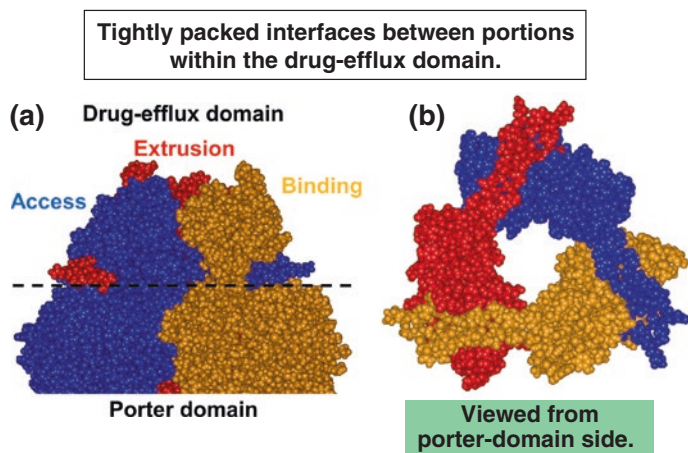 Tightly packed interfaces between portions
within the drug-efflux domain.
(a)
Drug-efflux domain
(b)
Extrusion
Access
Binding
Porter domain
Viewed from
porter-domain side.